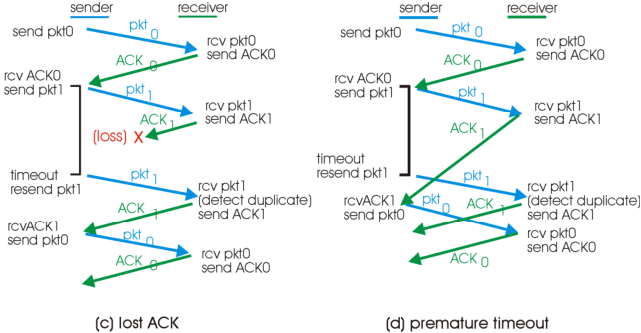 sender
receiver
send pkt0
pkt 0
rcv pkt0
send ACK0
ACK 0
rcv ACK0
send pkt1
pkt 1
rcv pkt1
send ACK1
ACK 1
(loss) X
timeout
resend pkt1
pkt 1
rcv pkt1
(detect duplicate)
send ACK1
ACK 1
rcvACK1
send pkt0
pkt 0
rcv pkt0
send ACK0
ACK 0
(c) lost ACK
sender
receiver
send pkt0
pkt 0
rcv pkt0
send ACK0
ACK 0
rcv ACK0
send pkt1
pkt 1
rcv pkt1
send ACK1
ACK 1
timeout
resend pkt1
pkt 1
rcv pkt1
(detect duplicate)
send ACK1
rcvACK1
send pkt0
pkt 0
ACK 1
rcv pkt0
send ACK0
ACK 0
(d) premature timeout